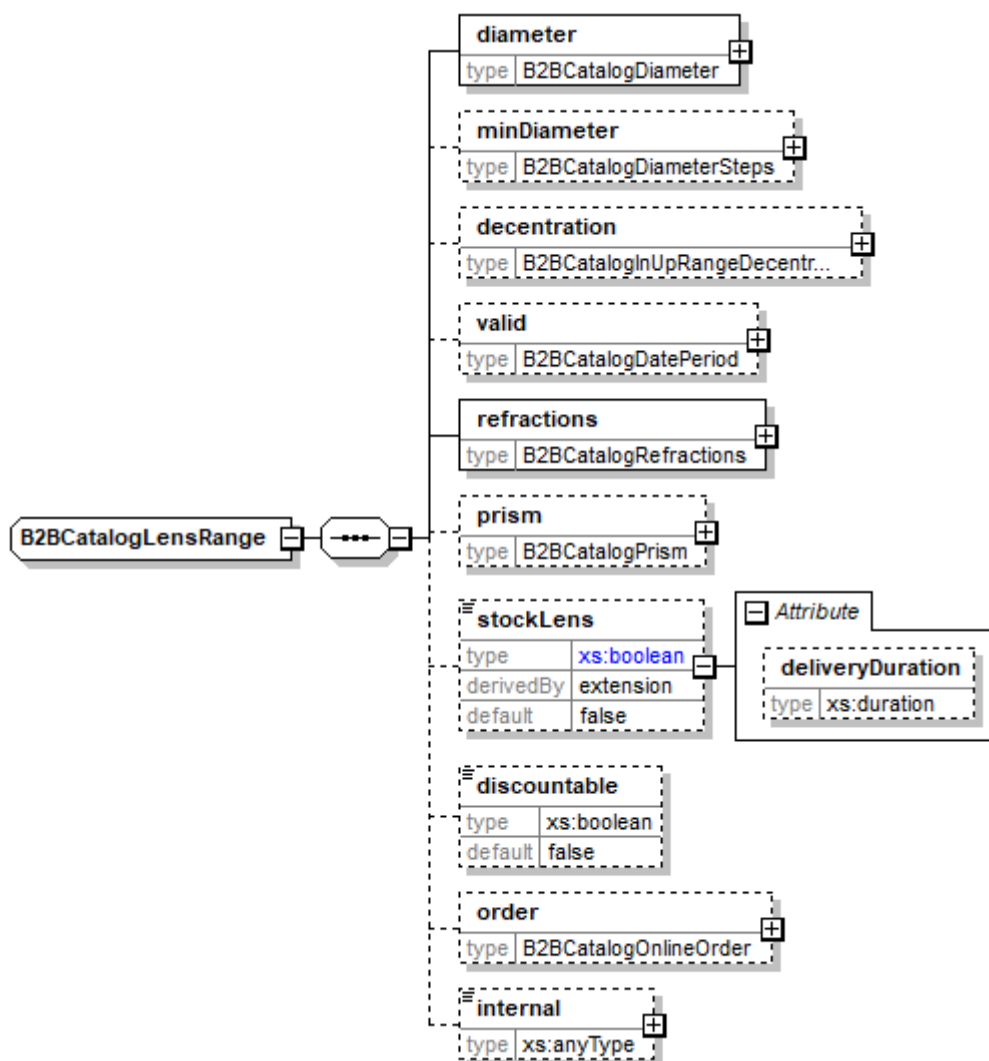 diameter
type B2BCatalogDiameter
minDiameter
type B2BCatalogDiameterSteps
decentration
type B2BCatalogInUpRangeDecentr...
valid
type B2BCatalogDatePeriod
refractions
type B2BCatalogRefractions
B2BCatalogLensRange
prism
type B2BCatalogPrism
stockLens
type xs:boolean
derivedBy extension
default false
Attribute
deliveryDuration
type xs:duration
discountable
type xs:boolean
default false
order
type B2BCatalogOnlineOrder
internal
type xs:anyType